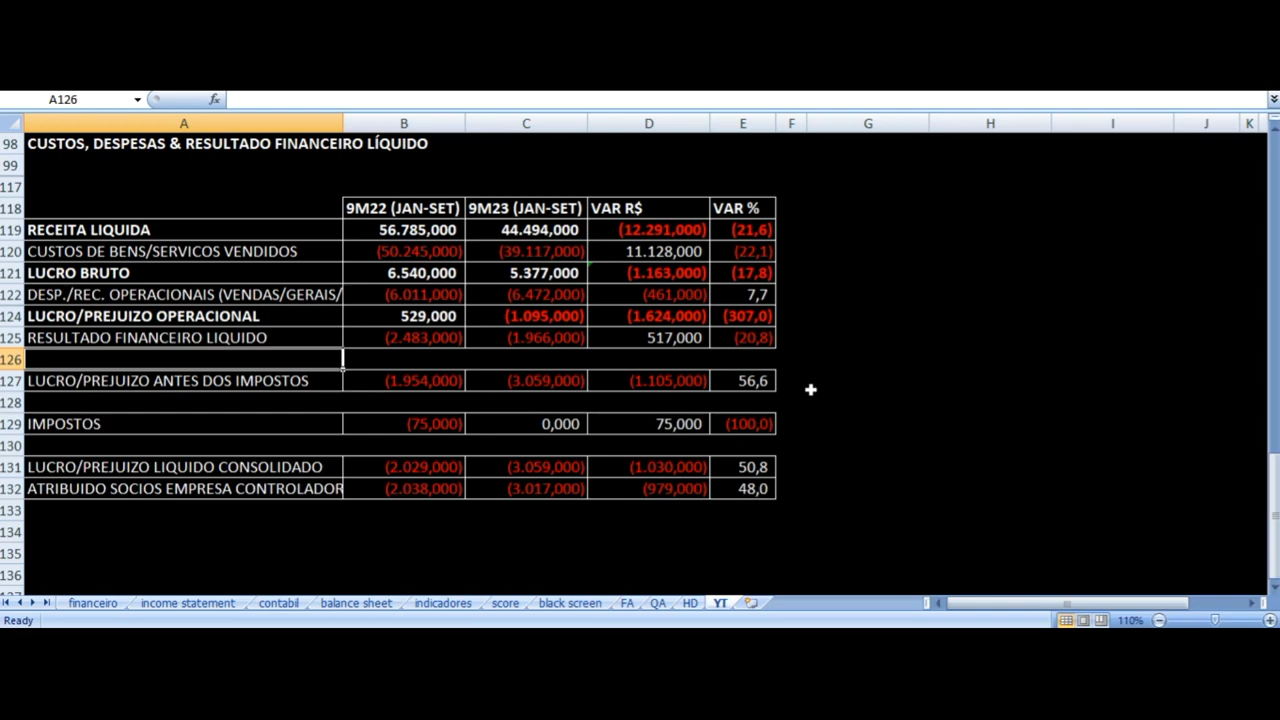 A126 fx
A B C D E F G H I J K
98 CUSTOS, DESPESAS & RESULTADO FINANCEIRO LÍQUIDO
99
117
118 9M22 (JAN-SET) 9M23 (JAN-SET) VAR R$ VAR %
119 RECEITA LIQUIDA 56.785,000 44.494,000 (12.291,000) (21,6)
120 CUSTOS DE BENS/SERVICOS VENDIDOS (50.245,000) (39.117,000) 11.128,000 (22,1)
121 LUCRO BRUTO 6.540,000 5.377,000 (1.163,000) (17,8)
122 DESP./REC. OPERACIONAIS (VENDAS/GERAIS/ (6.011,000) (6.472,000) (461,000) 7,7
124 LUCRO/PREJUIZO OPERACIONAL 529,000 (1.095,000) (1.624,000) (307,0)
125 RESULTADO FINANCEIRO LIQUIDO (2.483,000) (1.966,000) 517,000 (20,8)
126
127 LUCRO/PREJUIZO ANTES DOS IMPOSTOS (1.954,000) (3.059,000) (1.105,000) 56,6
128
129 IMPOSTOS (75,000) 0,000 75,000 (100,0)
130
131 LUCRO/PREJUIZO LIQUIDO CONSOLIDADO (2.029,000) (3.059,000) (1.030,000) 50,8
132 ATRIBUIDO SOCIOS EMPRESA CONTROLADOR (2.038,000) (3.017,000) (979,000) 48,0
133
134
135
136
financeiro income statement contabil balance sheet indicadores score black screen FA QA HD YT
Ready 110%